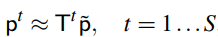 pᵗ ≈ Tᵗp̃,   t = 1...S